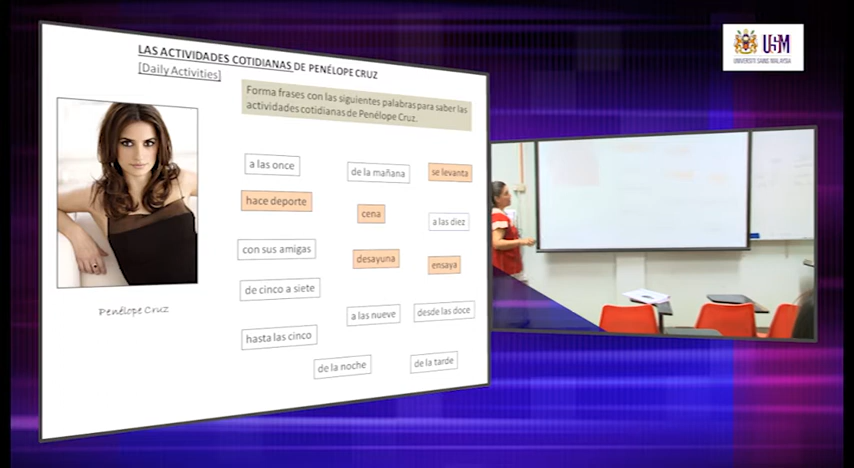 LAS ACTIVIDADES COTIDIANAS DE PENÉLOPE CRUZ
[Daily Activities]
Forma frases con las siguientes palabras para saber las
actividades cotidianas de Penélope Cruz.
a las once
de la mañana
se levanta
hace deporte
cena
a las diez
con sus amigas
desayuna
ensaya
de cinco a siete
a las nueve
desde las doce
hasta las cinco
de la noche
de la tarde
Penélope Cruz
USM
UNIVERSITI SAINS MALAYSIA